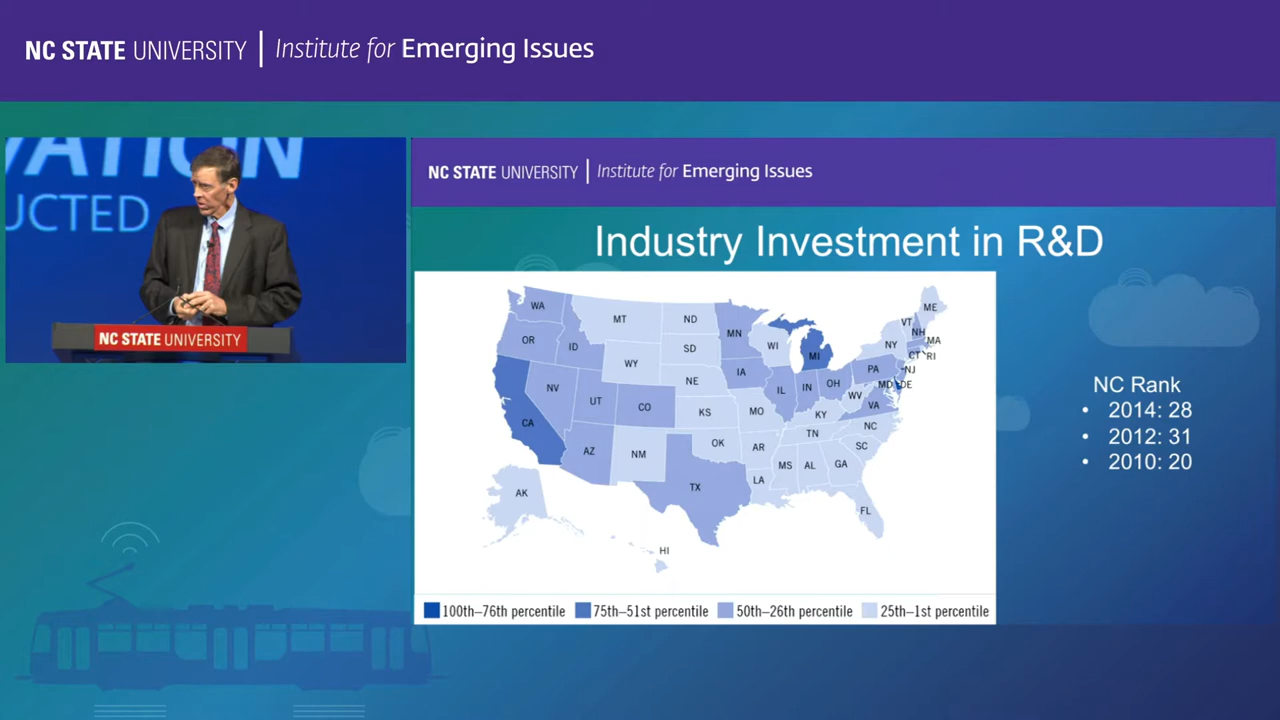 NC STATE UNIVERSITY | Institute for Emerging Issues
VATION
UCTED
NC STATE UNIVERSITY
NC STATE UNIVERSITY | Institute for Emerging Issues
Industry Investment in R&D
WA
MT
ND
MN
ME
OR
ID
SD
WI
MI
VT
NH
NY
MA
WY
NE
IA
PA
CT
RI
NJ
NV
UT
CO
IL
IN
OH
MD
DE
WV
VA
CA
KS
MO
KY
NC
AZ
NM
OK
AR
TN
SC
MS
AL
GA
TX
LA
AK
FL
HI
100th–76th percentile 75th–51st percentile 50th–26th percentile 25th–1st percentile
NC Rank
• 2014: 28
• 2012: 31
• 2010: 20